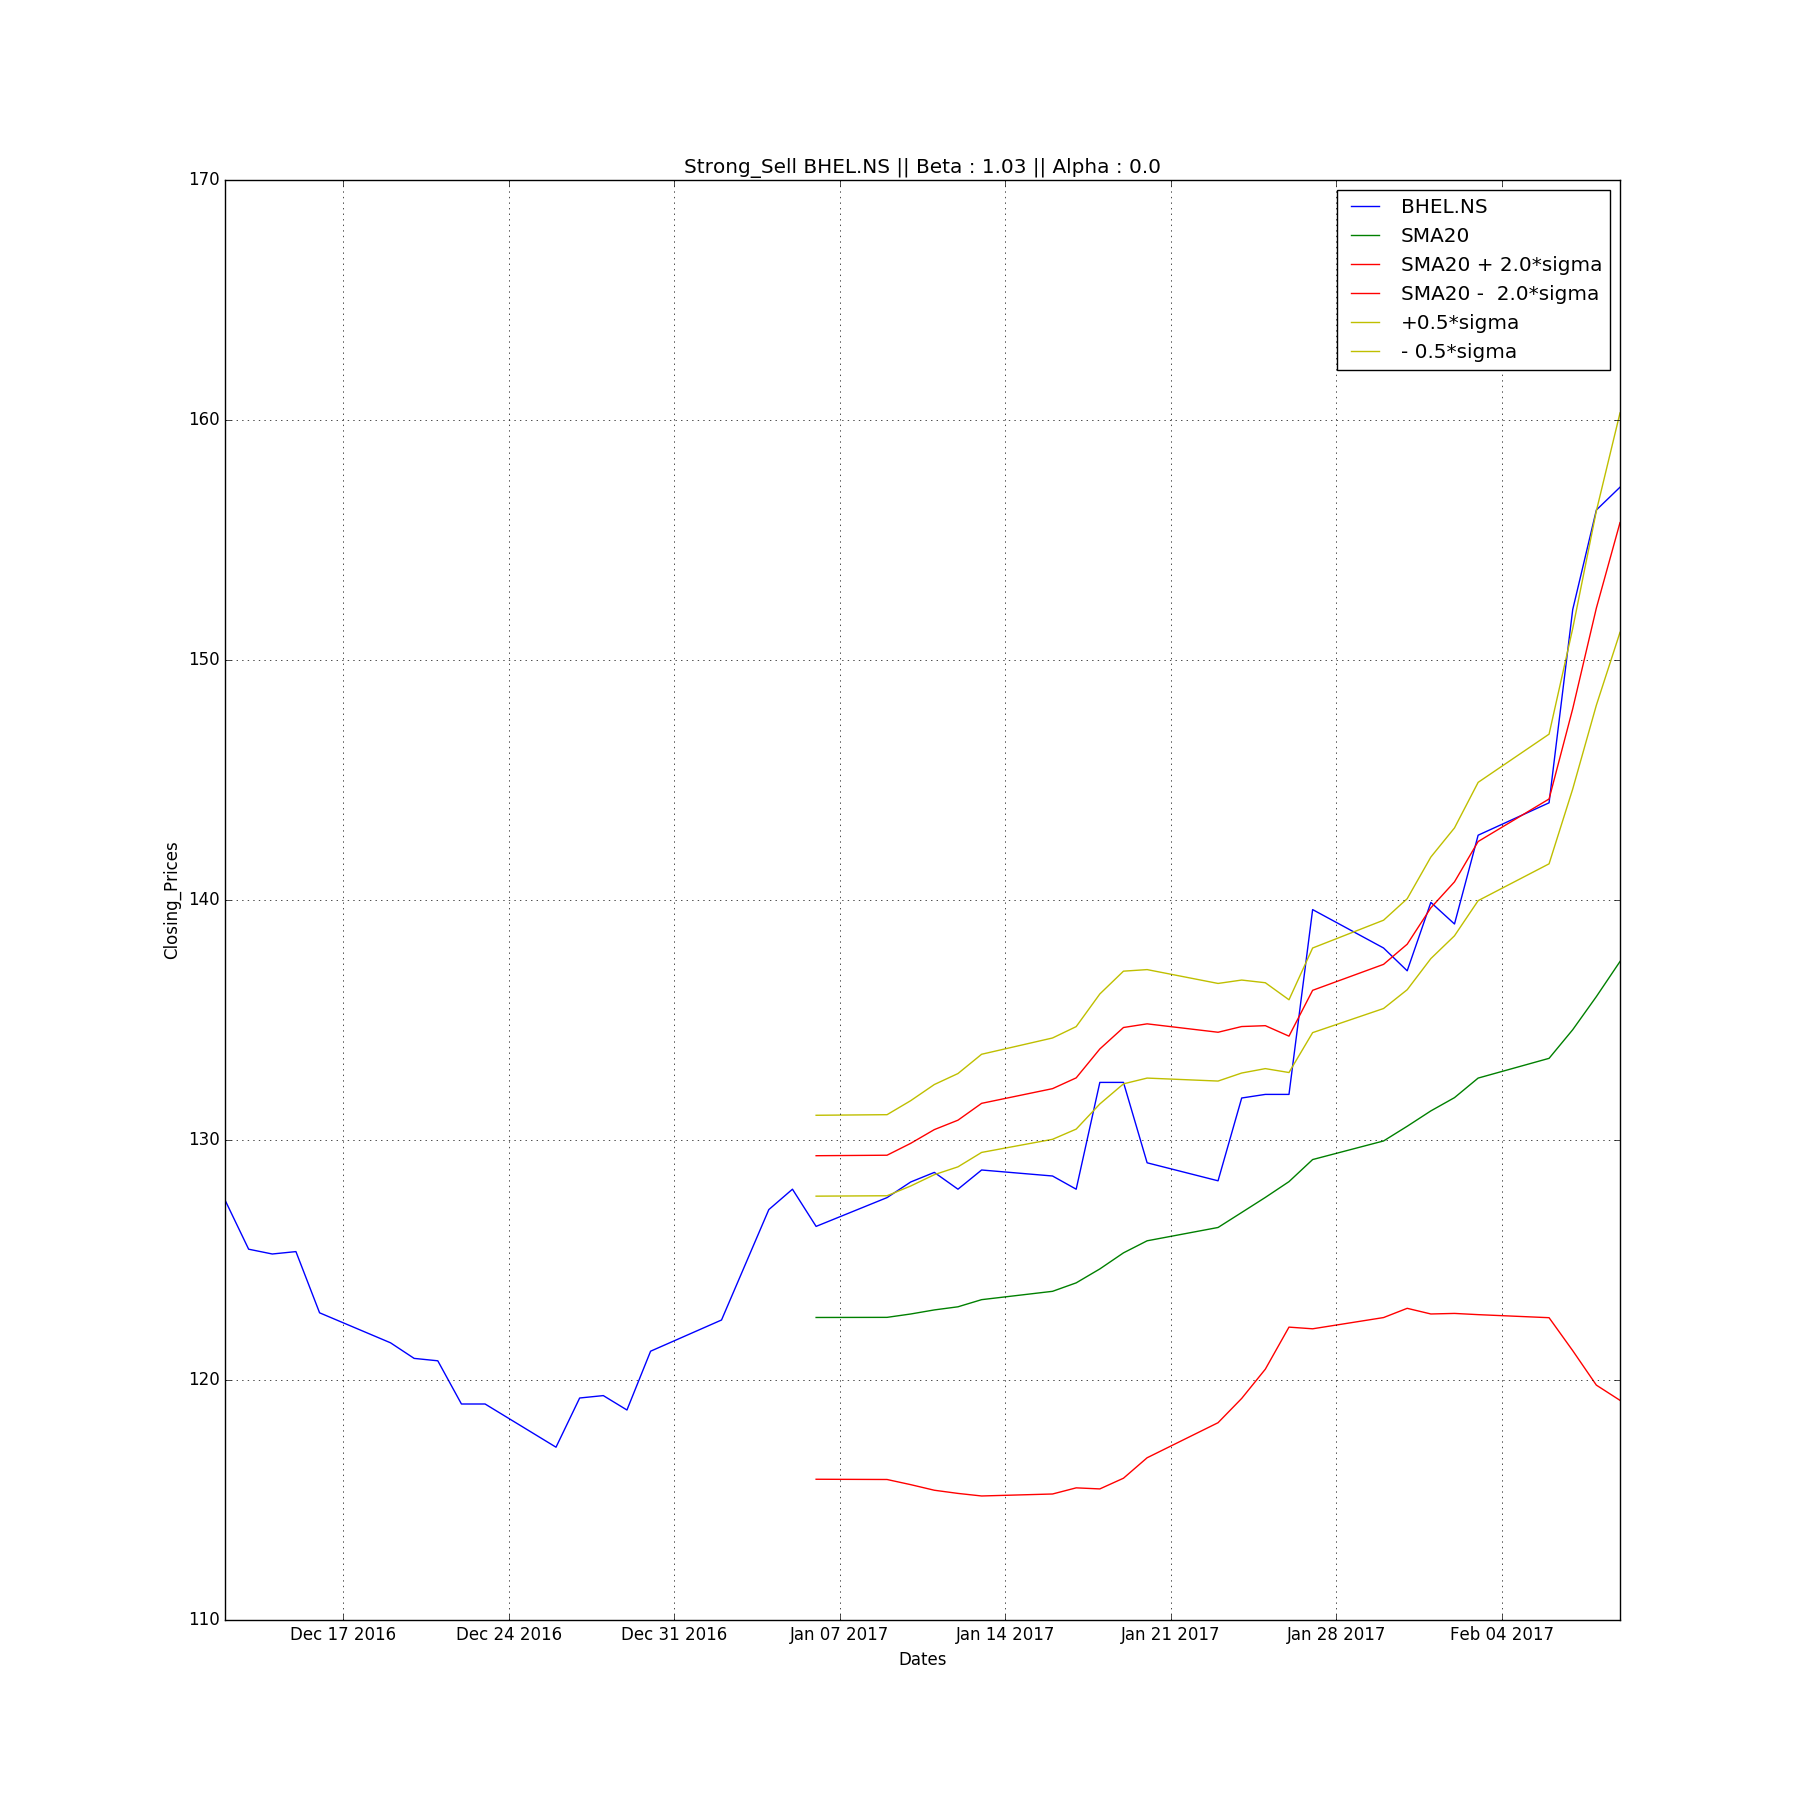 Strong_Sell BHEL.NS || Beta : 1.03 || Alpha : 0.0
170
160
150
140
130
120
110
Closing_Prices
BHEL.NS
SMA20
SMA20 + 2.0*sigma
SMA20 -  2.0*sigma
+0.5*sigma
- 0.5*sigma
Dec 17 2016
Dec 24 2016
Dec 31 2016
Jan 07 2017
Jan 14 2017
Jan 21 2017
Jan 28 2017
Feb 04 2017
Dates